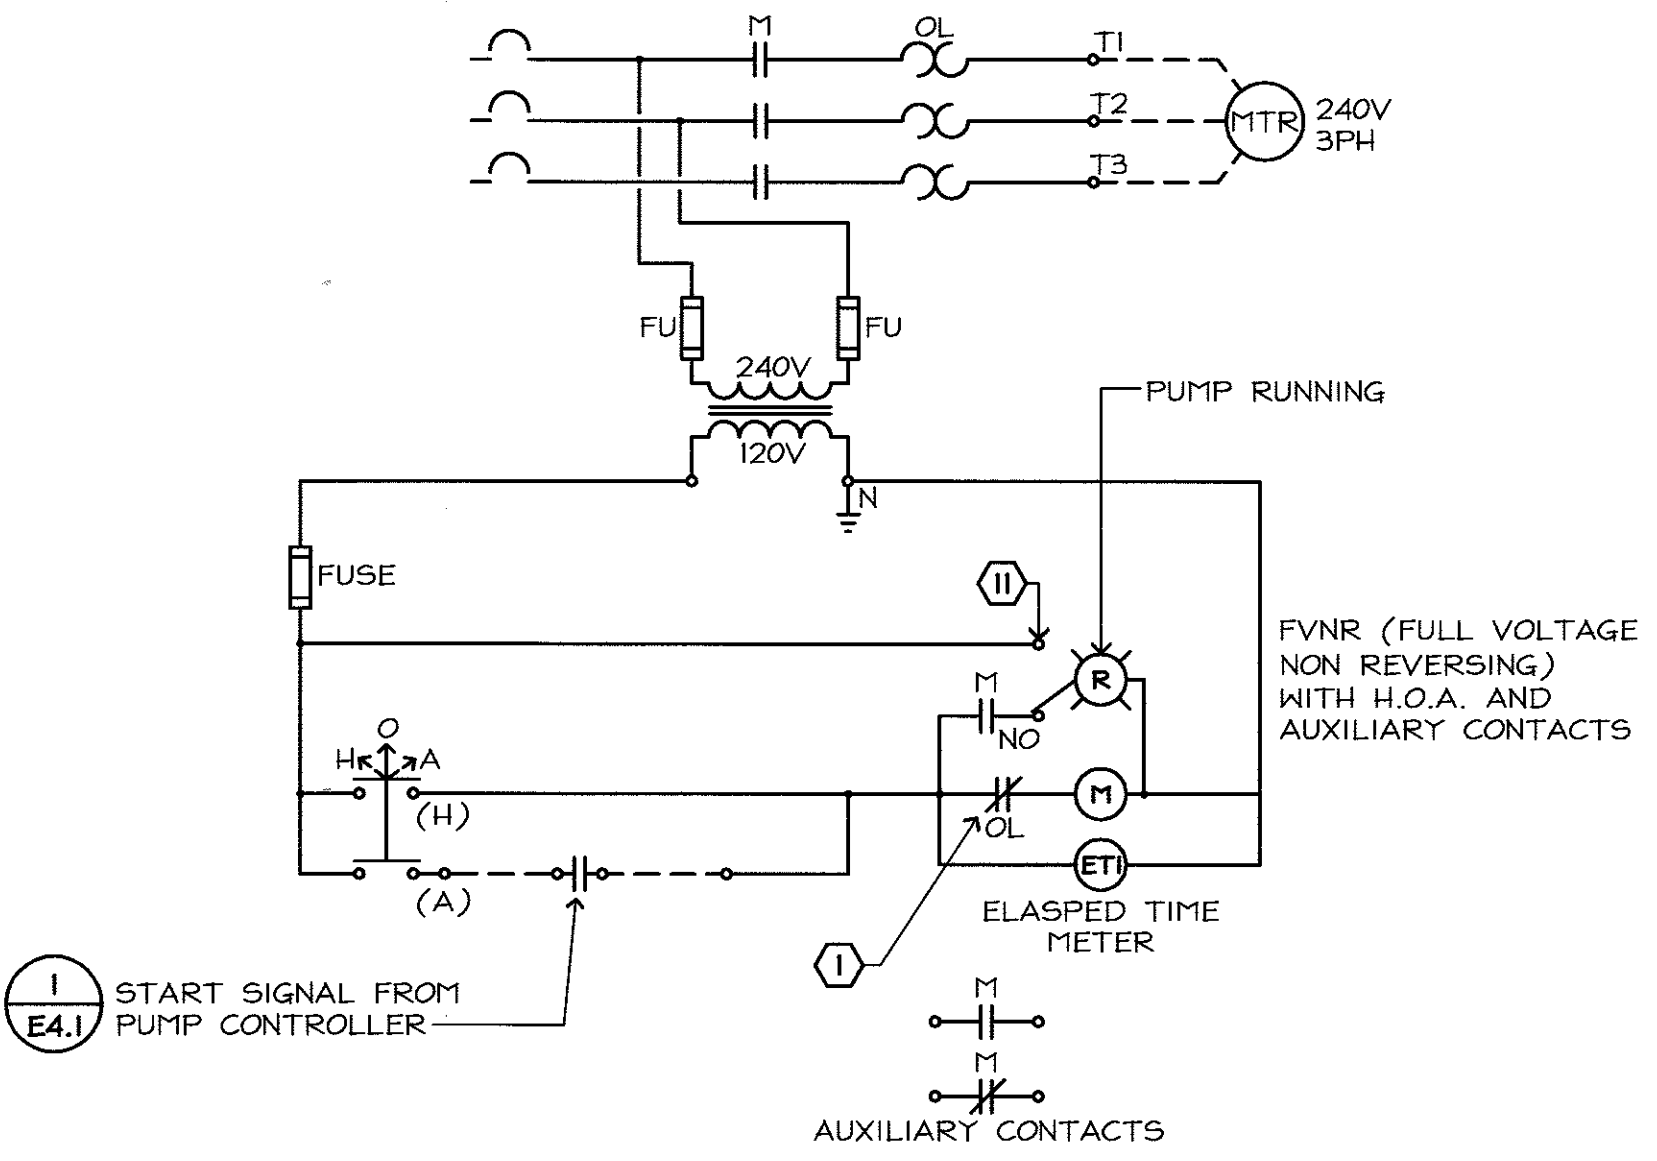 M
OL
T1
T2
T3
MTR
240V
3PH
FU
FU
240V
120V
N
PUMP RUNNING
FUSE
11
R
M
NO
FVNR (FULL VOLTAGE
NON REVERSING)
WITH H.O.A. AND
AUXILIARY CONTACTS
O
H A
(H)
OL
M
(A)
ETI
ELASPED TIME
METER
1
1
E4.1
START SIGNAL FROM
PUMP CONTROLLER
M
M
AUXILIARY CONTACTS